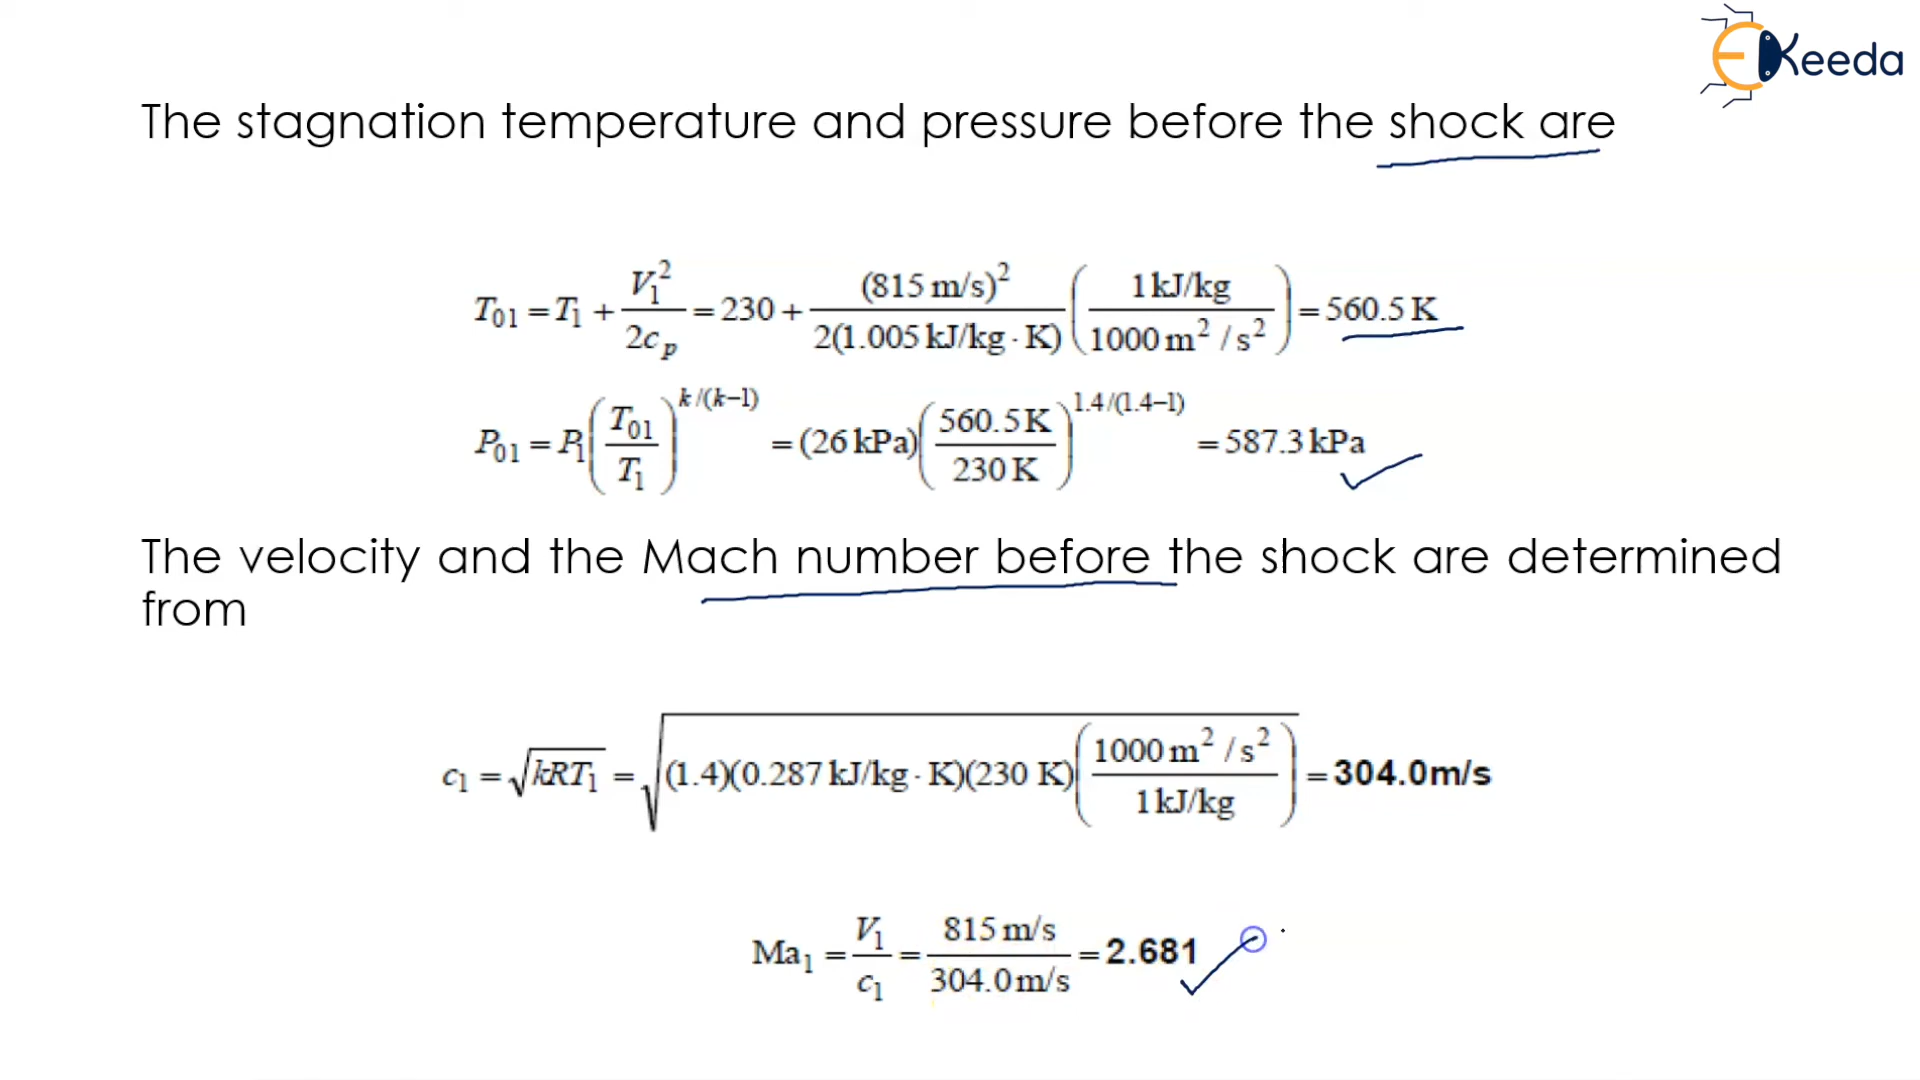 EKeeda
The stagnation temperature and pressure before the shock are
T₀₁ = T₁ + V₁² / 2cₚ = 230 + (815 m/s)² / 2(1.005 kJ/kg · K) (1 kJ/kg / 1000 m² / s²) = 560.5 K
P₀₁ = P₁ (T₀₁ / T₁)^k/(k−1) = (26 kPa) (560.5 K / 230 K)^1.4/(1.4−1) = 587.3 kPa
The velocity and the Mach number before the shock are determined
from
c₁ = √kRT₁ = √(1.4)(0.287 kJ/kg · K)(230 K) (1000 m² / s² / 1 kJ/kg) = 304.0m/s
Ma₁ = V₁ / c₁ = 815 m/s / 304.0 m/s = 2.681